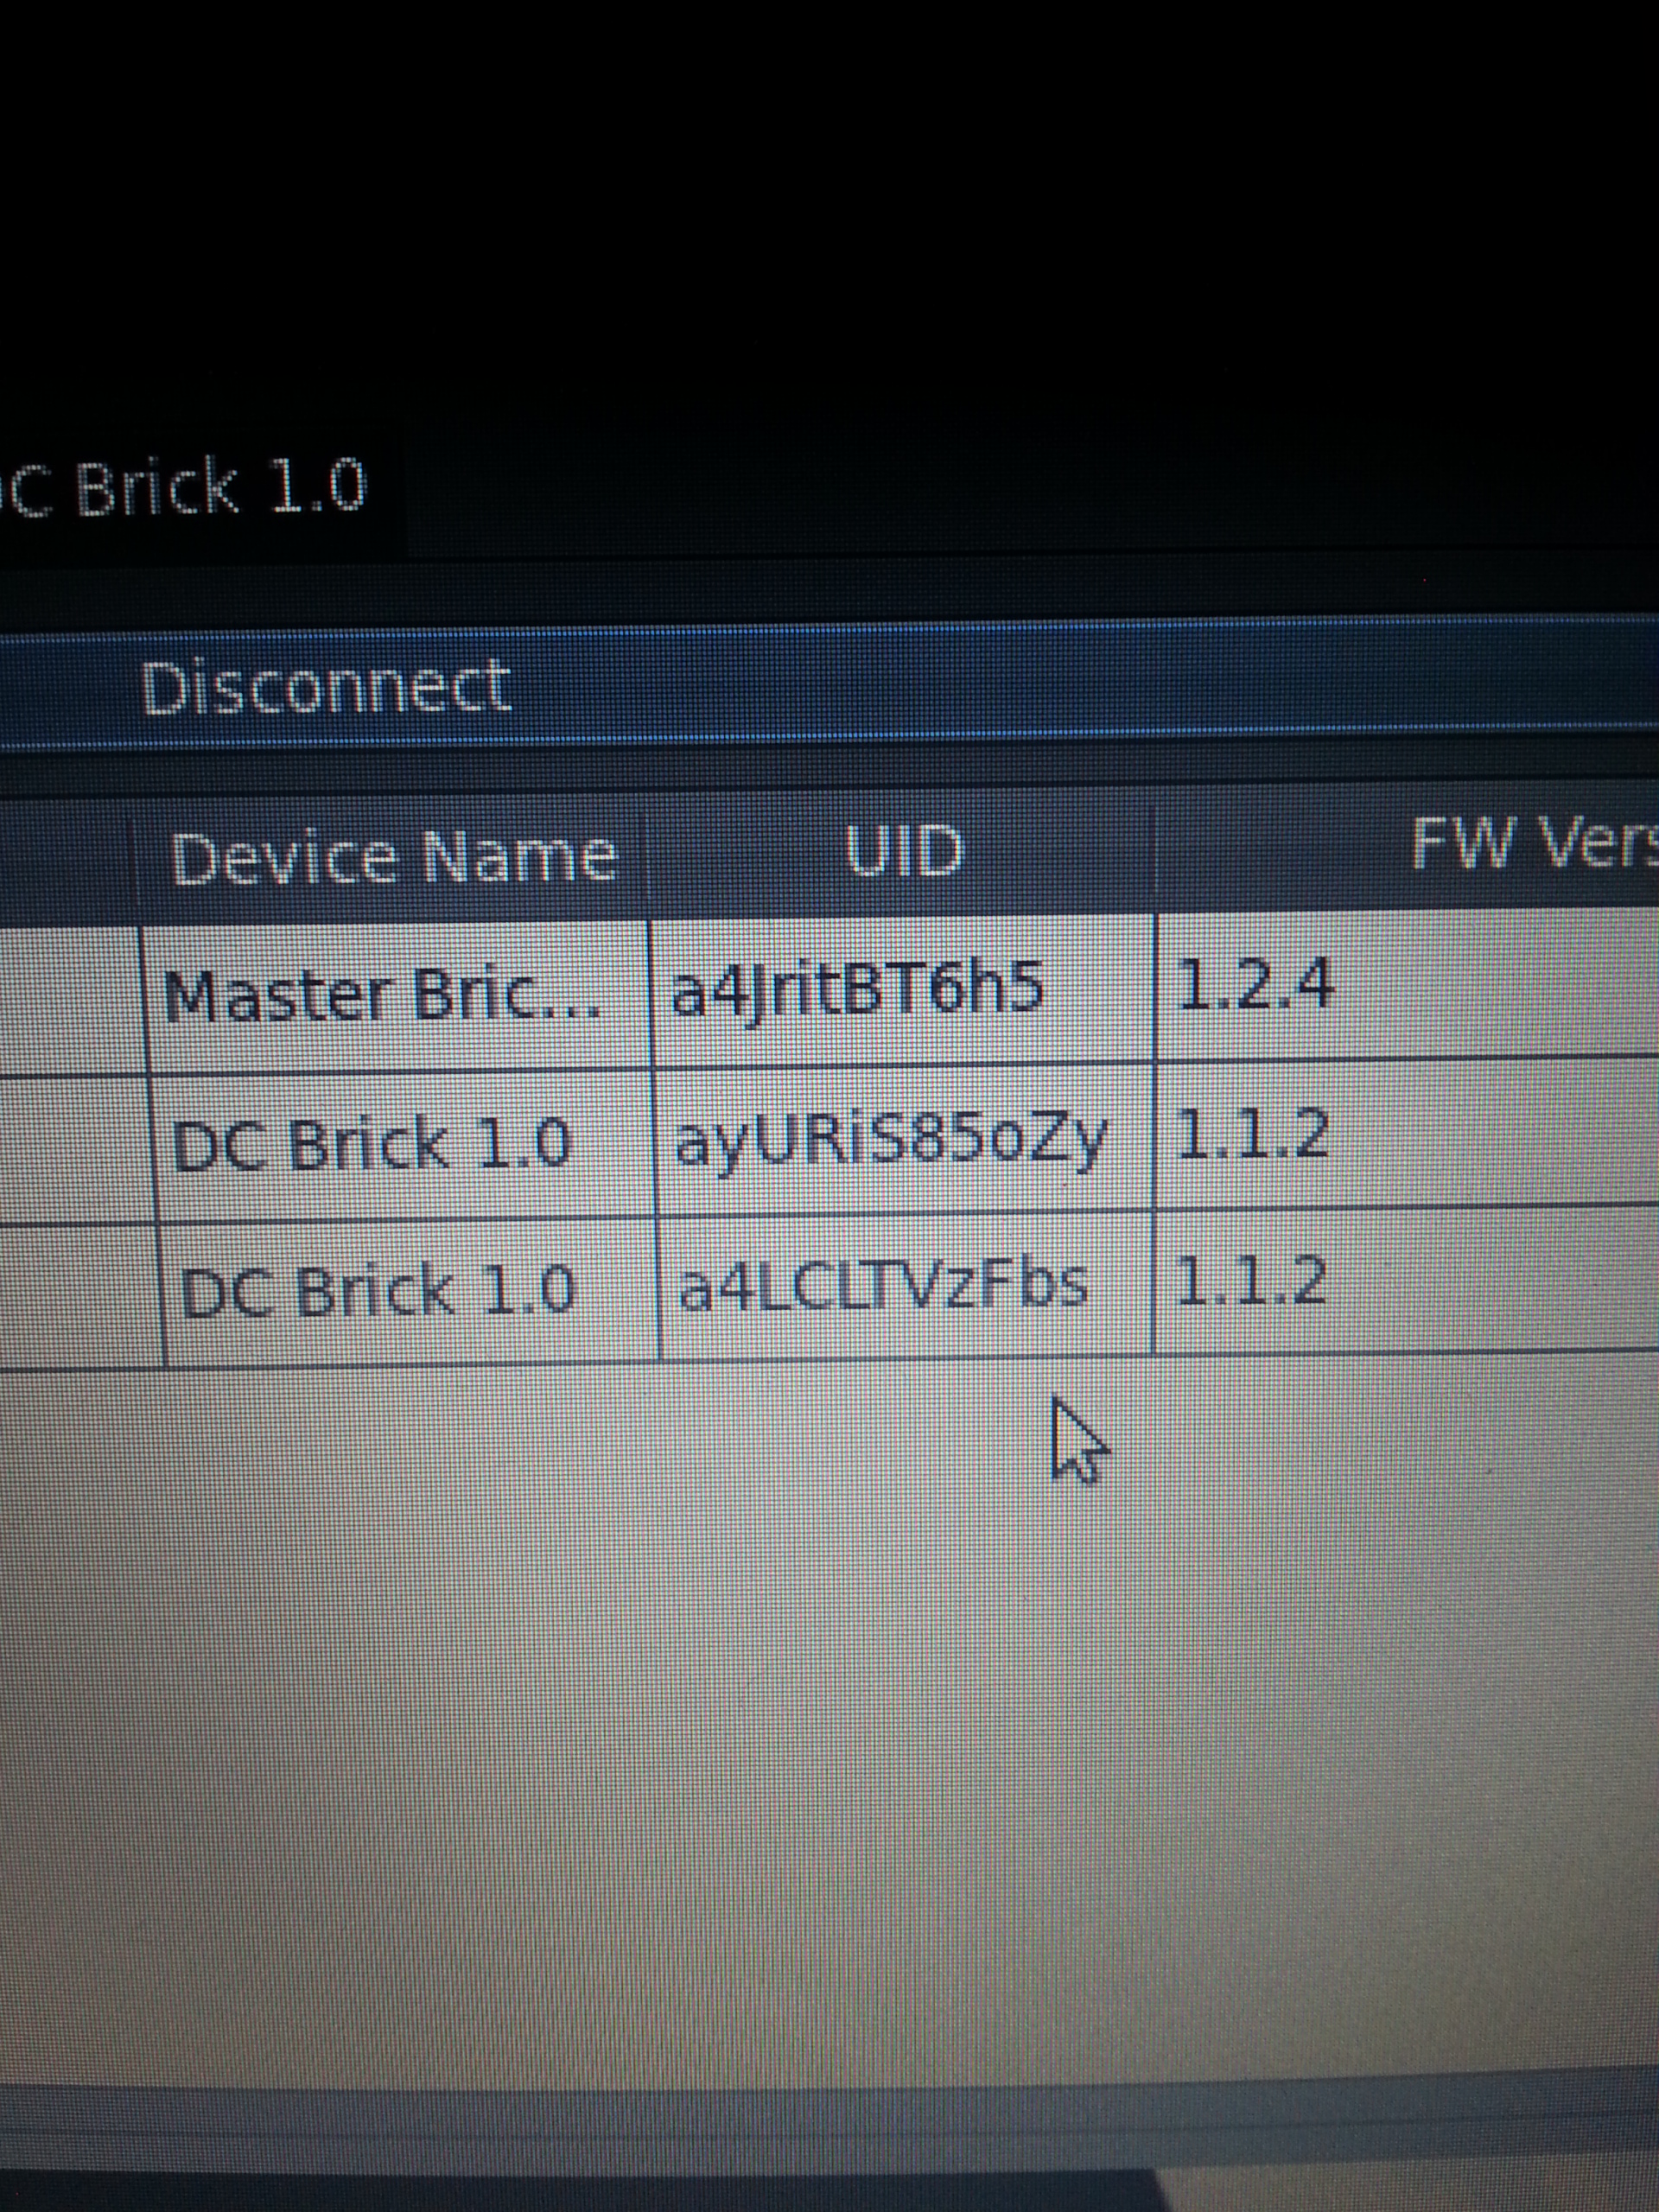 C Brick 1.0
Disconnect
Device Name UID FW Vers
Master Bric... a4JritBT6h5 1.2.4
DC Brick 1.0 ayURiS85oZy 1.1.2
DC Brick 1.0 a4LCLTVzFbs 1.1.2